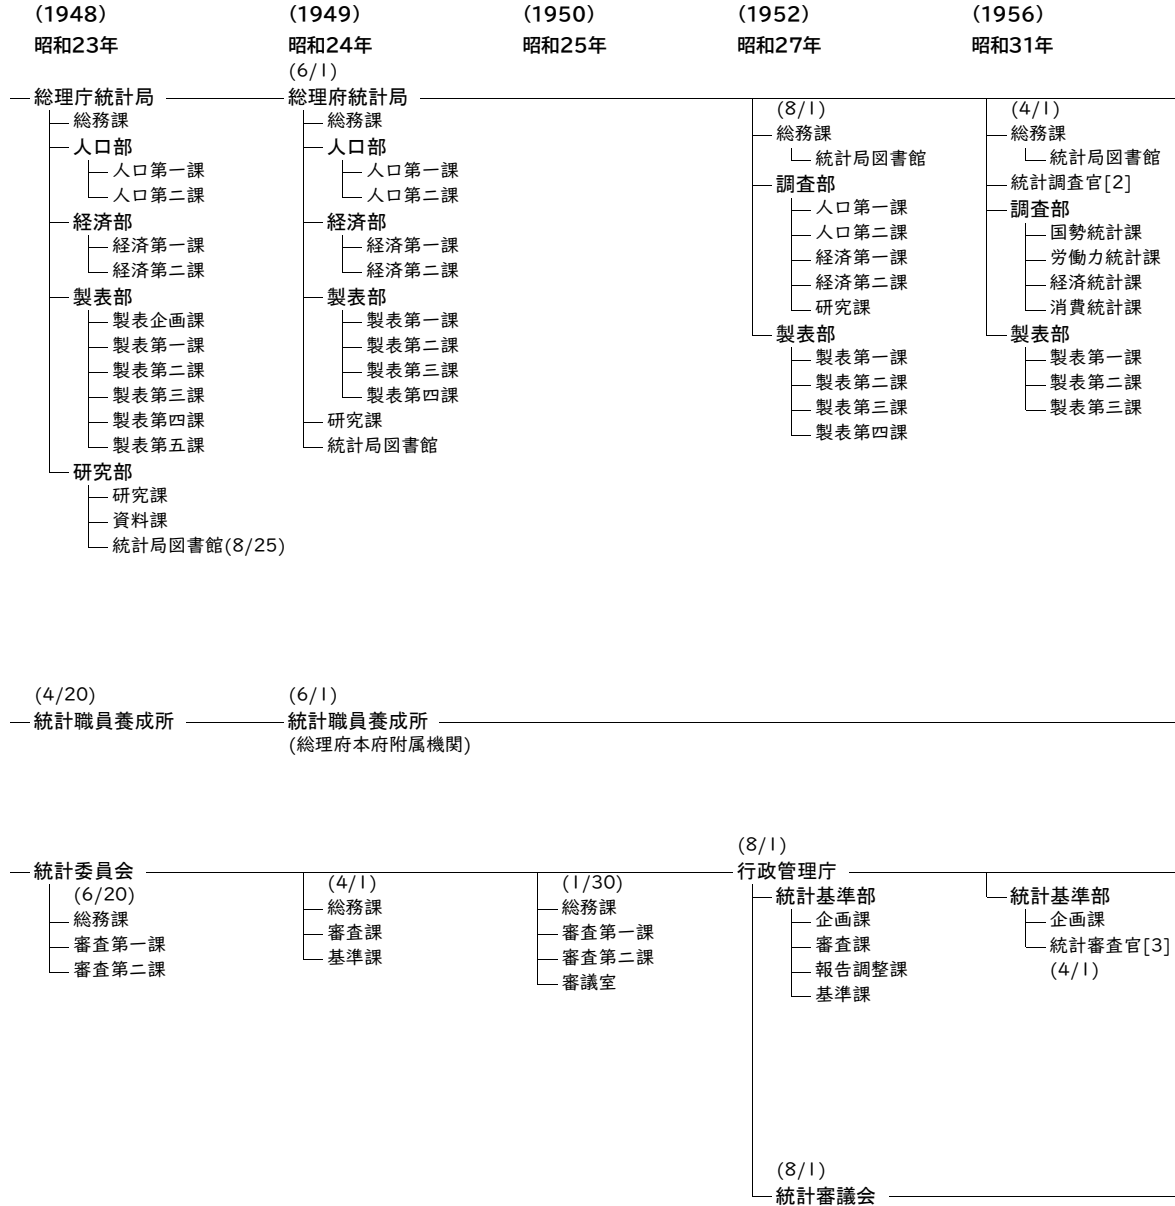 (1948)
昭和23年
総理庁統計局
総務課
人口部
人口第一課
人口第二課
経済部
経済第一課
経済第二課
製表部
製表企画課
製表第一課
製表第二課
製表第三課
製表第四課
製表第五課
研究部
研究課
資料課
統計局図書館(8/25)
(1949)
昭和24年
(6/1)
総理府統計局
総務課
人口部
人口第一課
人口第二課
経済部
経済第一課
経済第二課
製表部
製表第一課
製表第二課
製表第三課
製表第四課
研究課
統計局図書館
(1950)
昭和25年
(1952)
昭和27年
(8/1)
総務課
統計局図書館
調査部
人口第一課
人口第二課
経済第一課
経済第二課
研究課
製表部
製表第一課
製表第二課
製表第三課
製表第四課
(1956)
昭和31年
(4/1)
総務課
統計局図書館
統計調査官[2]
調査部
国勢統計課
労働力統計課
経済統計課
消費統計課
製表部
製表第一課
製表第二課
製表第三課
(4/20)
統計職員養成所
(6/1)
統計職員養成所
(総理府本府附属機関)
統計委員会
(6/20)
総務課
審査第一課
審査第二課
(4/1)
総務課
審査課
基準課
(1/30)
総務課
審査第一課
審査第二課
審議室
(8/1)
行政管理庁
統計基準部
企画課
審査課
報告調整課
基準課
統計基準部
企画課
統計審査官[3]
(4/1)
(8/1)
統計審議会